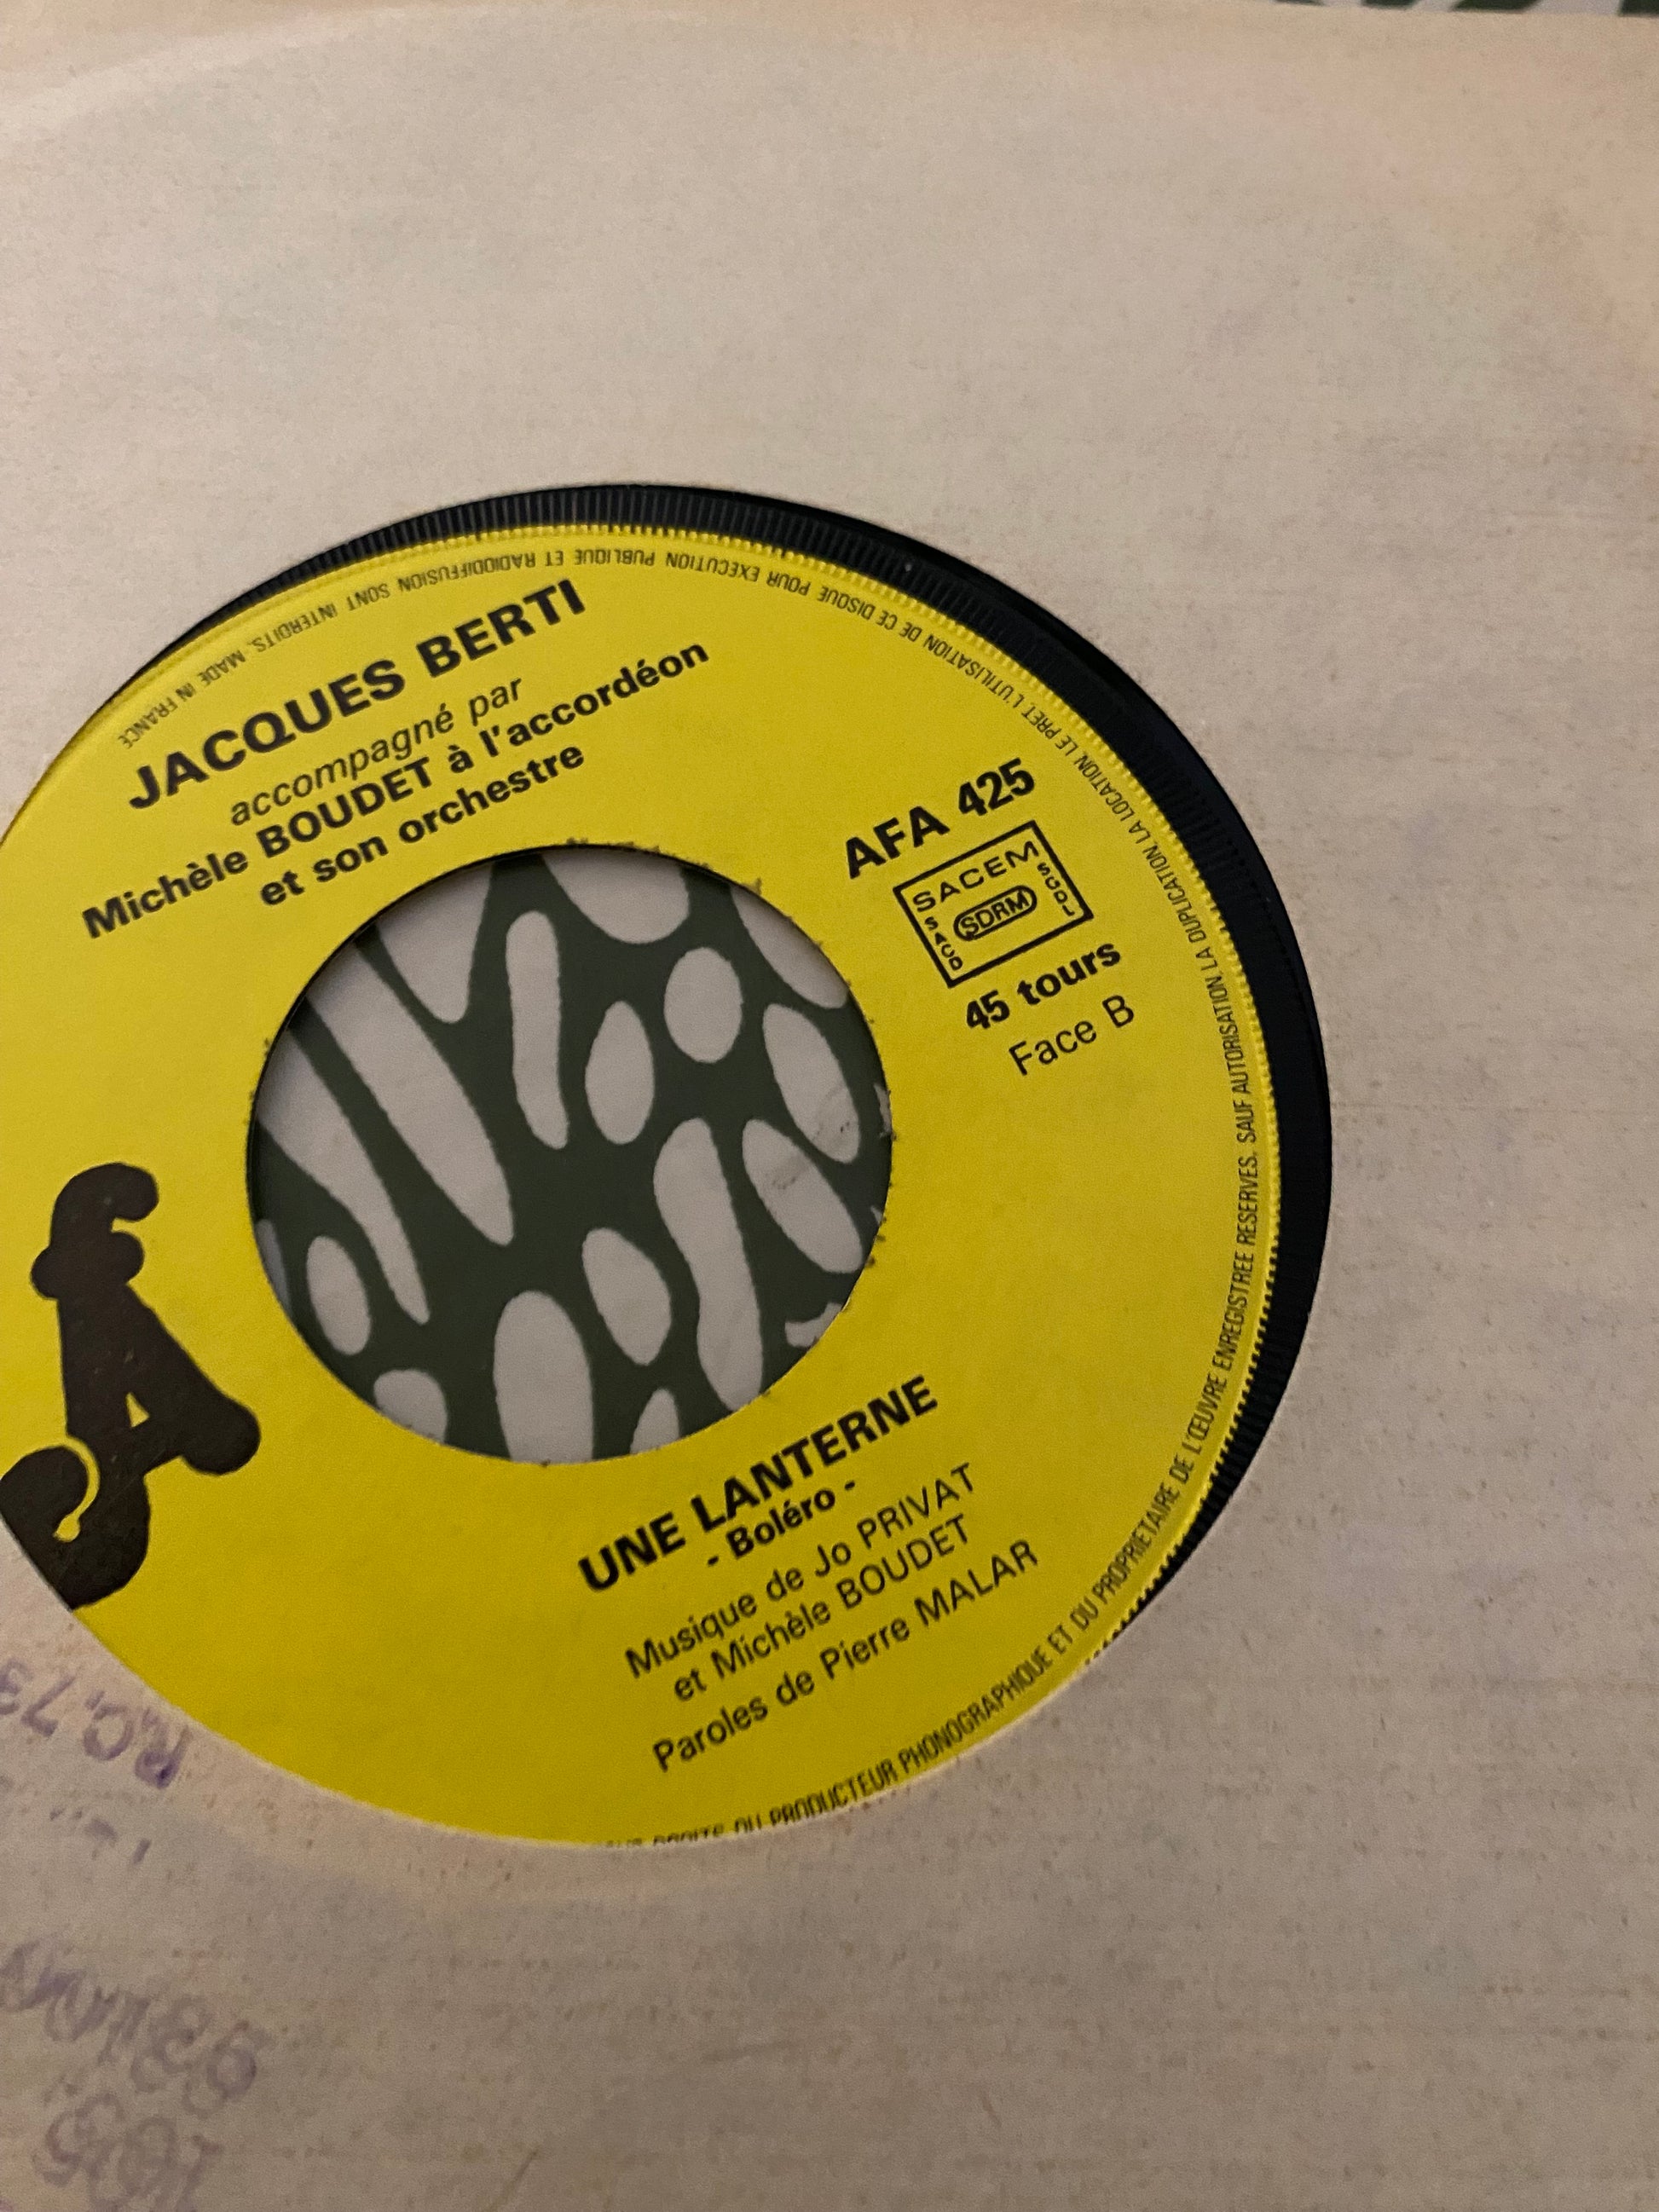 JACQUES BERTI
accompagné par
Michèle BOUDET à l'accordéon
et son orchestre
AFA 425
SACEM
SACD
SDRM
SGDL
45 tours
Face B
UNE LANTERNE
- Boléro -
Musique de Jo PRIVAT
et Michèle BOUDET
Paroles de Pierre MALAR
DROITS DU PRODUCTEUR PHONOGRAPHIQUE ET DU PROPRIETAIRE DE L'ŒUVRE ENREGISTREE RESERVES. SAUF AUTORISATION, LA DUPLICATION, LA LOCATION, LE PRET, L'UTILISATION DE CE DISQUE POUR EXECUTION PUBLIQUE ET RADIODIFFUSION SONT INTERDITS. MADE IN FRANCE
R.C. 73